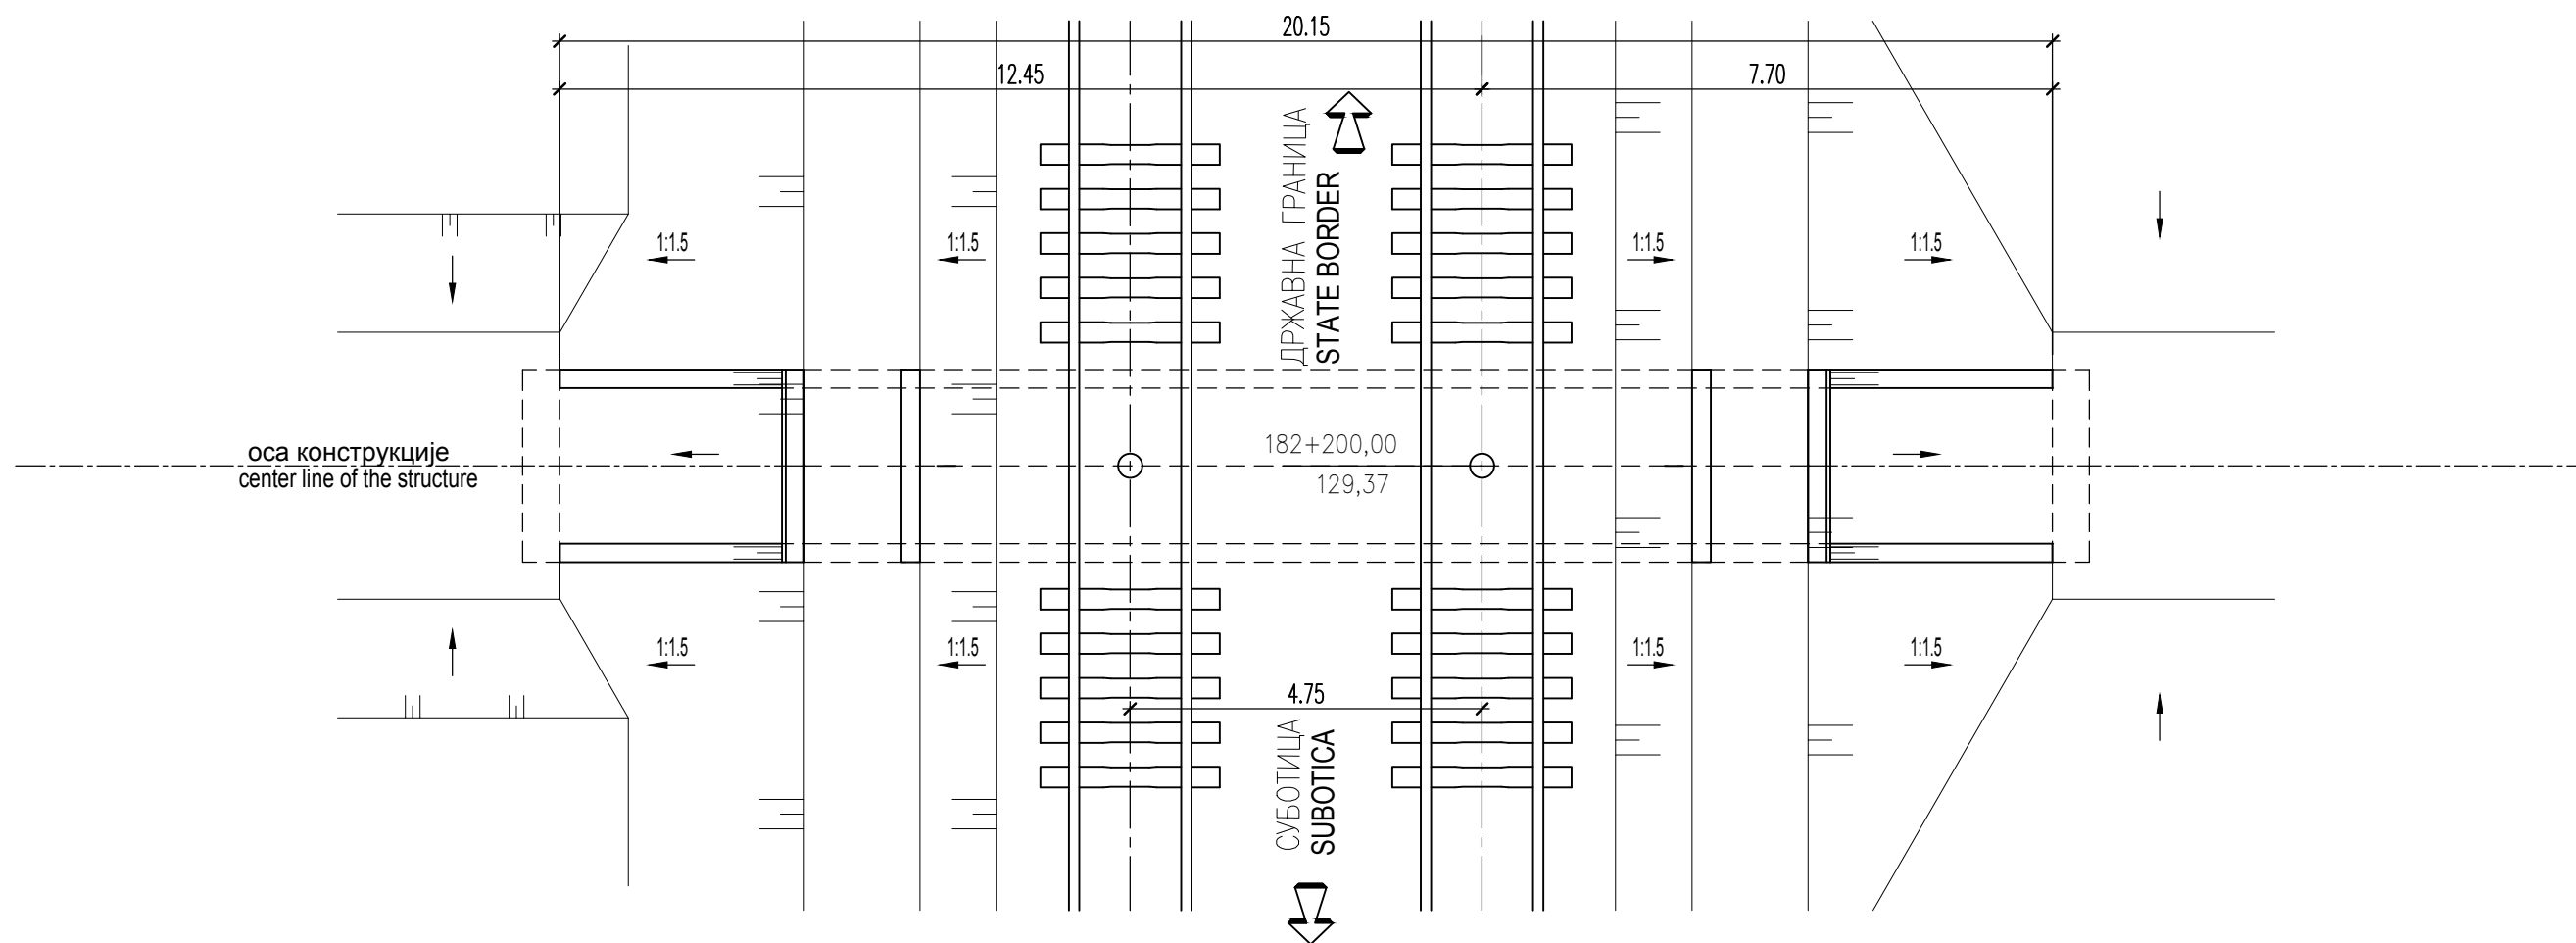 20.15
12.45
7.70
ДРЖАВНА ГРАНИЦА
STATE BORDER
1:1.5
1:1.5
1:1.5
1:1.5
оса конструкције
center line of the structure
182+200,00
129,37
1:1.5
1:1.5
1:1.5
1:1.5
4.75
СУБОТИЦА
SUBOTICA